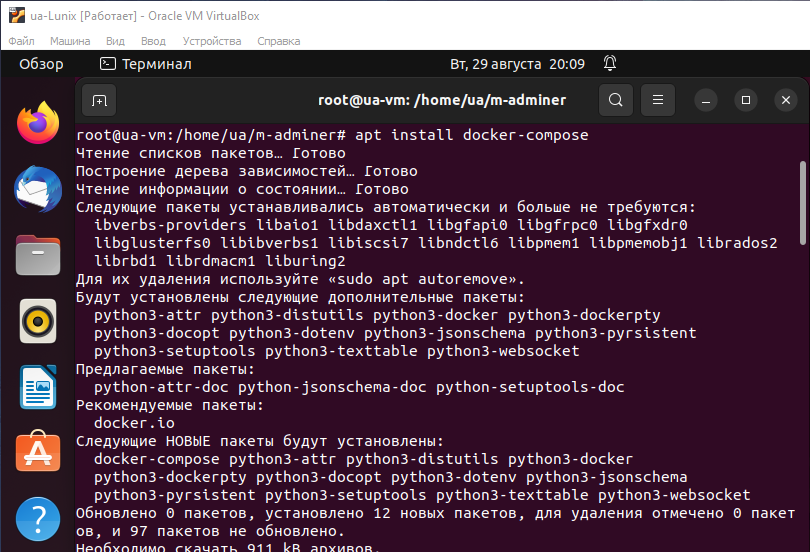 ua-Lunix [Работает] - Oracle VM VirtualBox
Файл Машина Вид Ввод Устройства Справка
Обзор Терминал Вт, 29 августа 20:09
root@ua-vm: /home/ua/m-adminer
root@ua-vm:/home/ua/m-adminer# apt install docker-compose
Чтение списков пакетов… Готово
Построение дерева зависимостей… Готово
Чтение информации о состоянии… Готово
Следующие пакеты устанавливались автоматически и больше не требуются:
ibverbs-providers libaio1 libdaxctl1 libgfapi0 libgfrpc0 libgfxdr0
libglusterfs0 libibverbs1 libiscsi7 libndctl6 libpmem1 libpmemobj1 librados2
librbd1 librdmacm1 liburing2
Для их удаления используйте «sudo apt autoremove».
Будут установлены следующие дополнительные пакеты:
python3-attr python3-distutils python3-docker python3-dockerpty
python3-docopt python3-dotenv python3-jsonschema python3-pyrsistent
python3-setuptools python3-texttable python3-websocket
Предлагаемые пакеты:
python-attr-doc python-jsonschema-doc python-setuptools-doc
Рекомендуемые пакеты:
docker.io
Следующие НОВЫЕ пакеты будут установлены:
docker-compose python3-attr python3-distutils python3-docker
python3-dockerpty python3-docopt python3-dotenv python3-jsonschema
python3-pyrsistent python3-setuptools python3-texttable python3-websocket
Обновлено 0 пакетов, установлено 12 новых пакетов, для удаления отмечено 0 пакет
ов, и 97 пакетов не обновлено.
Необходимо скачать 911 kB архивов.